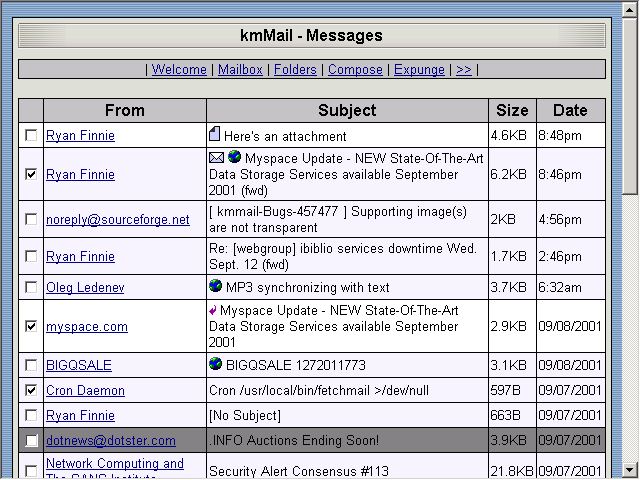 kmMail - Messages
| Welcome | Mailbox | Folders | Compose | Expunge | >> |
From Subject Size Date
Ryan Finnie Here's an attachment 4.6KB 8:48pm
Ryan Finnie Myspace Update - NEW State-Of-The-Art
Data Storage Services available September
2001 (fwd) 6.2KB 8:46pm
noreply@sourceforge.net [ kmmail-Bugs-457477 ] Supporting image(s)
are not transparent 2KB 4:56pm
Ryan Finnie Re: [webgroup] ibiblio services downtime Wed.
Sept. 12 (fwd) 1.7KB 2:46pm
Oleg Ledenev MP3 synchronizing with text 3.7KB 6:32am
myspace.com Myspace Update - NEW State-Of-The-Art
Data Storage Services available September
2001 2.9KB 09/08/2001
BIGQSALE BIGQSALE 1272011773 3.1KB 09/08/2001
Cron Daemon Cron /usr/local/bin/fetchmail >/dev/null 597B 09/07/2001
Ryan Finnie [No Subject] 663B 09/07/2001
dotnews@dotster.com .INFO Auctions Ending Soon! 3.9KB 09/07/2001
Network Computing and
The SANS Institute Security Alert Consensus #113 21.8KB 09/07/2001